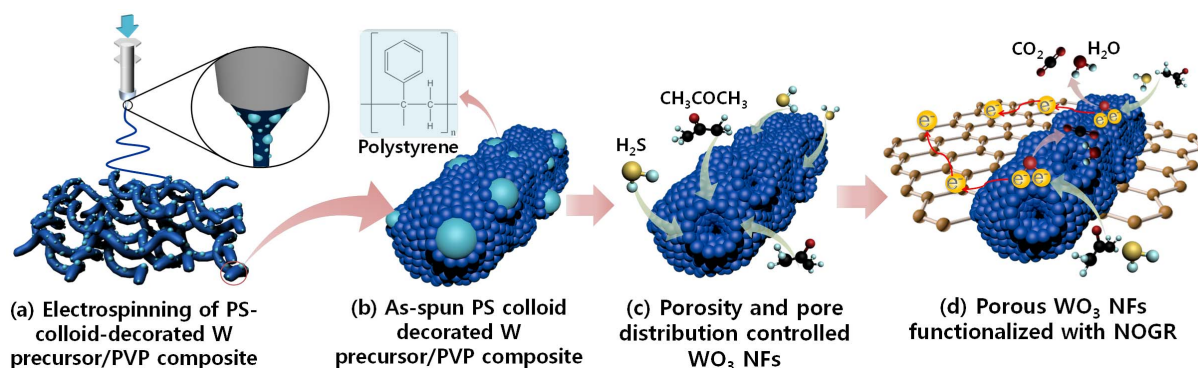 Polystyrene
n
H
C
C
H
H₂S
CH₃COCH₃
CO₂
H₂O
e⁻
e⁻
e⁻
e⁻
e⁻
e⁻
e⁻
e⁻
(a) Electrospinning of PS-
colloid-decorated W
precursor/PVP composite
(b) As-spun PS colloid
decorated W
precursor/PVP composite
(c) Porosity and pore
distribution controlled
WO₃ NFs
(d) Porous WO₃ NFs
functionalized with NOGR